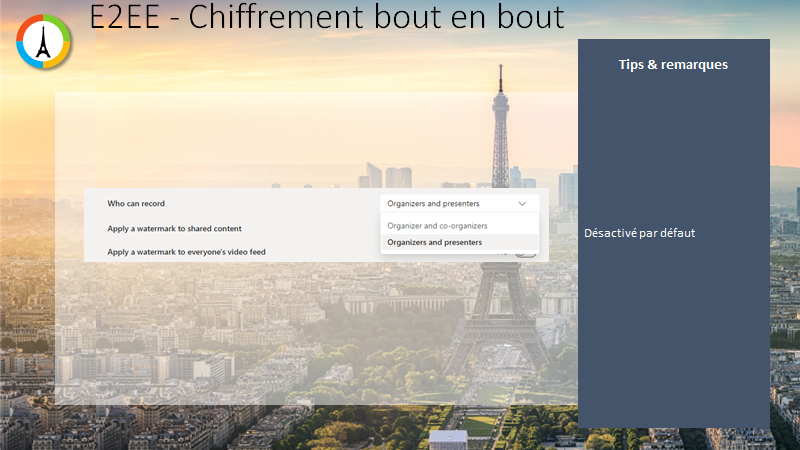 E2EE - Chiffrement bout en bout
Tips & remarques
Who can record
Organizers and presenters
Apply a watermark to shared content
Organizer and co-organizers
Organizers and presenters
Apply a watermark to everyone's video feed
Désactivé par défaut